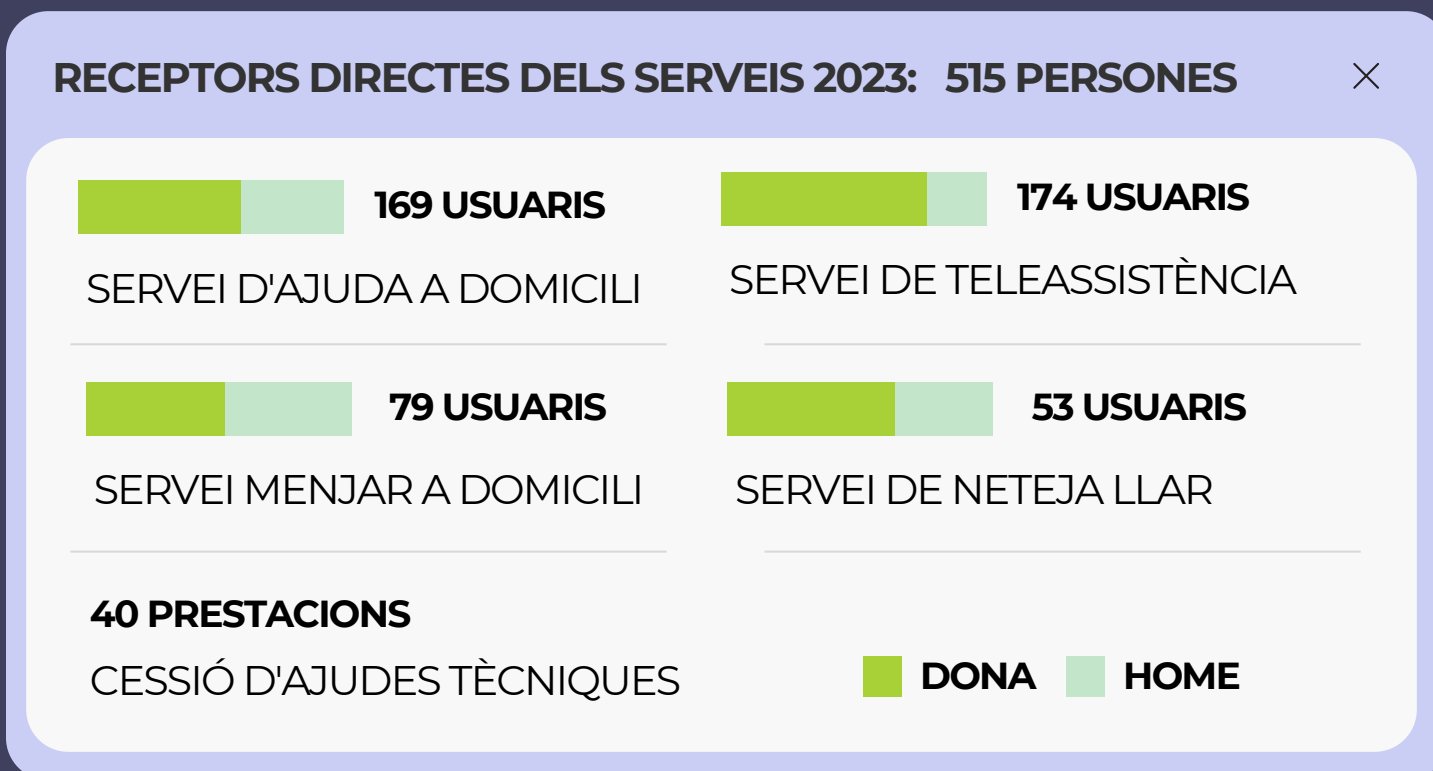 RECEPTORS DIRECTES DELS SERVEIS 2023: 515 PERSONES
169 USUARIS
SERVEI D'AJUDA A DOMICILI
174 USUARIS
SERVEI DE TELEASSISTÈNCIA
79 USUARIS
SERVEI MENJAR A DOMICILI
53 USUARIS
SERVEI DE NETEJA LLAR
40 PRESTACIONS
CESSIÓ D'AJUDES TÈCNIQUES
DONA HOME